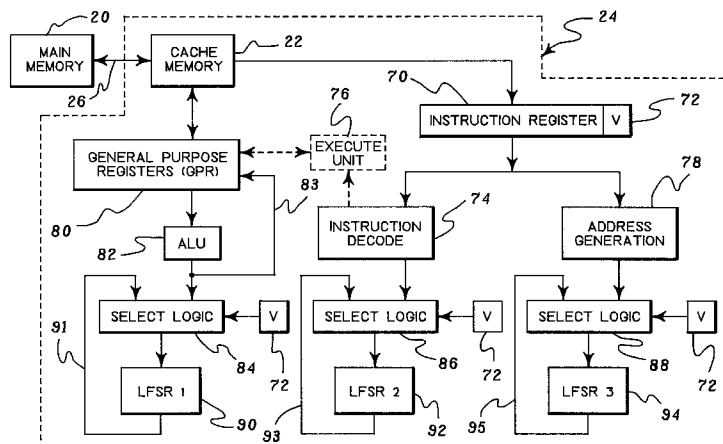 20
22
24
MAIN
MEMORY
CACHE
MEMORY
26
76
70
INSTRUCTION REGISTER
V
72
GENERAL PURPOSE
REGISTERS (GPR)
EXECUTE
UNIT
83
78
80
74
82
ALU
INSTRUCTION
DECODE
ADDRESS
GENERATION
91
SELECT LOGIC
V
SELECT LOGIC
V
SELECT LOGIC
V
84
72
86
72
88
72
LFSR 1
LFSR 2
LFSR 3
90
93
92
95
94